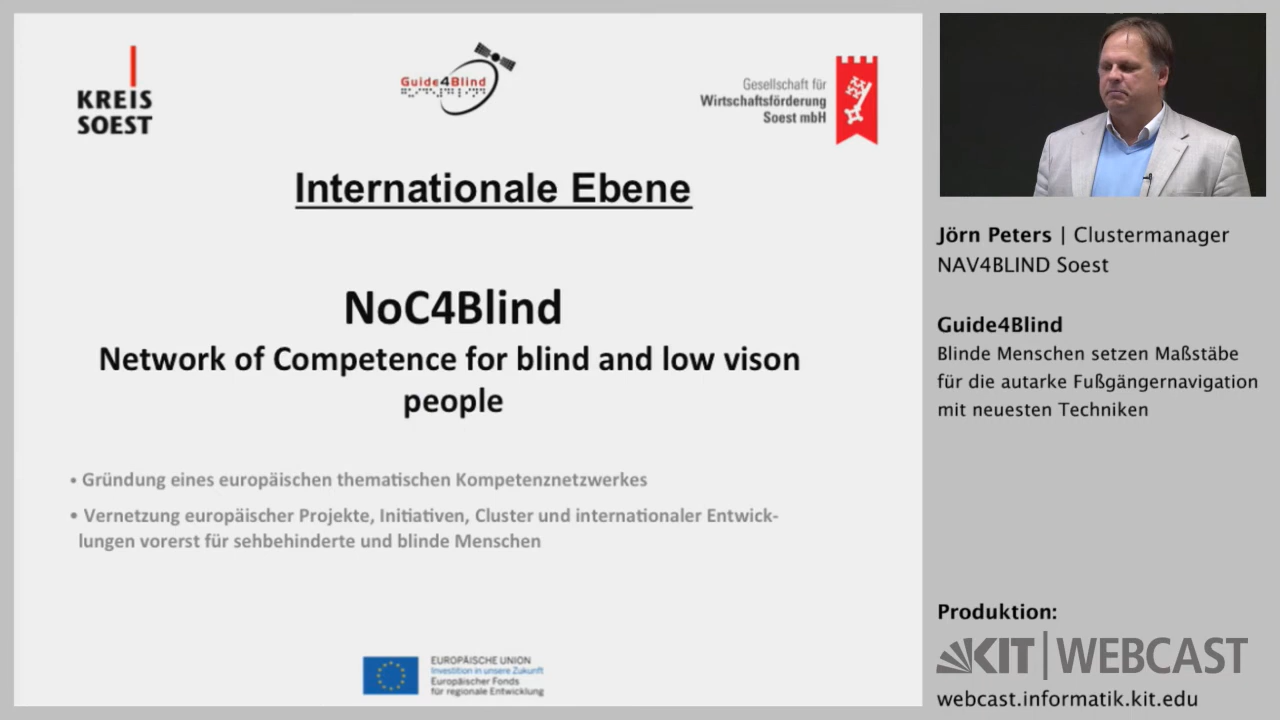 KREIS
SOEST
Guide4Blind
Gesellschaft für
Wirtschaftsförderung
Soest mbH
Internationale Ebene
NoC4Blind
Network of Competence for blind and low vison
people
• Gründung eines europäischen thematischen Kompetenznetzwerkes
• Vernetzung europäischer Projekte, Initiativen, Cluster und internationaler Entwick-
lungen vorerst für sehbehinderte und blinde Menschen
EUROPÄISCHE UNION
Investition in unsere Zukunft
Europäischer Fonds
für regionale Entwicklung
Jörn Peters | Clustermanager
NAV4BLIND Soest
Guide4Blind
Blinde Menschen setzen Maßstäbe
für die autarke Fußgängernavigation
mit neuesten Techniken
Produktion:
KIT | WEBCAST
webcast.informatik.kit.edu